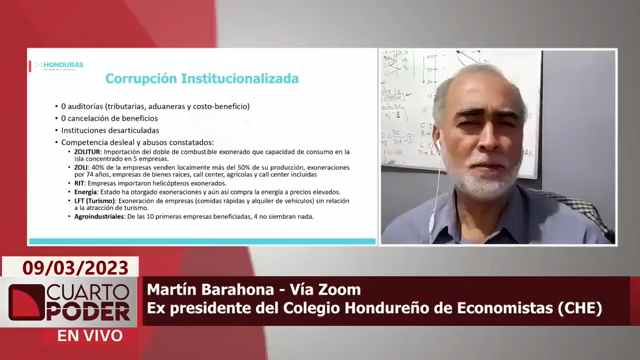 HONDURAS
Corrupción Institucionalizada
• 0 auditorías (tributarias, aduaneras y costo-beneficio)
• 0 cancelación de beneficios
• Instituciones desarticuladas
• Competencia desleal y abusos constatados:
• ZOLITUR: Importación del doble de combustible exonerado que capacidad de consumo en la
isla concentrado en 5 empresas.
• ZOLI: 40% de la empresas venden localmente más del 50% de su producción, exoneraciones
por 74 años, empresas de bienes raíces, call center, agrícolas y call center incluidas
• RIT: Empresas importaron helicópteros exonerados.
• Energía: Estado ha otorgado exoneraciones y aún así compra la energía a precios elevados.
• LFT (Turismo): Exoneración de empresas (comidas rápidas y alquiler de vehículos) sin relación
a la atracción de turismo.
• Agroindustriales: De las 10 primeras empresas beneficiadas, 4 no siembran nada.
09/03/2023
CUARTO
PODER
EN VIVO
Martín Barahona - Vía Zoom
Ex presidente del Colegio Hondureño de Economistas (CHE)